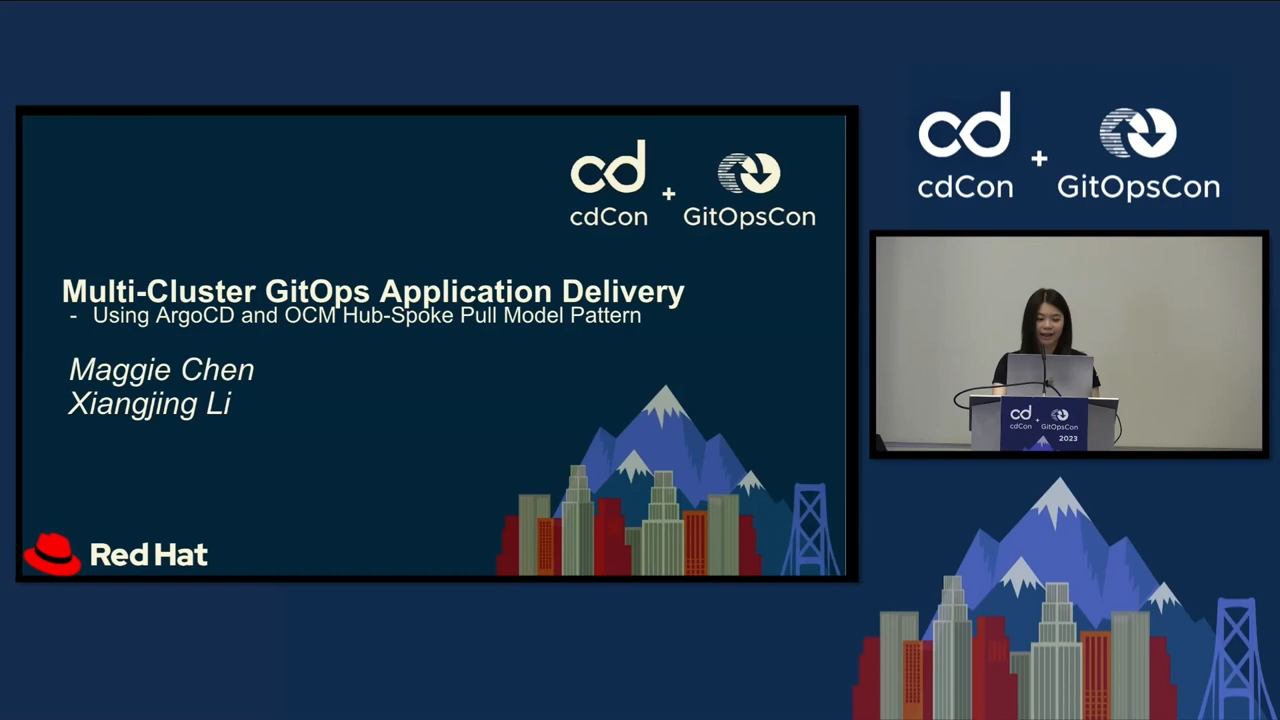 cd
+
cdCon
GitOpsCon
Multi-Cluster GitOps Application Delivery
- Using ArgoCD and OCM Hub-Spoke Pull Model Pattern
Maggie Chen
Xiangjing Li
Red Hat
cd
+
cdCon
GitOpsCon
cd
+
cdCon
GitOpsCon
2023